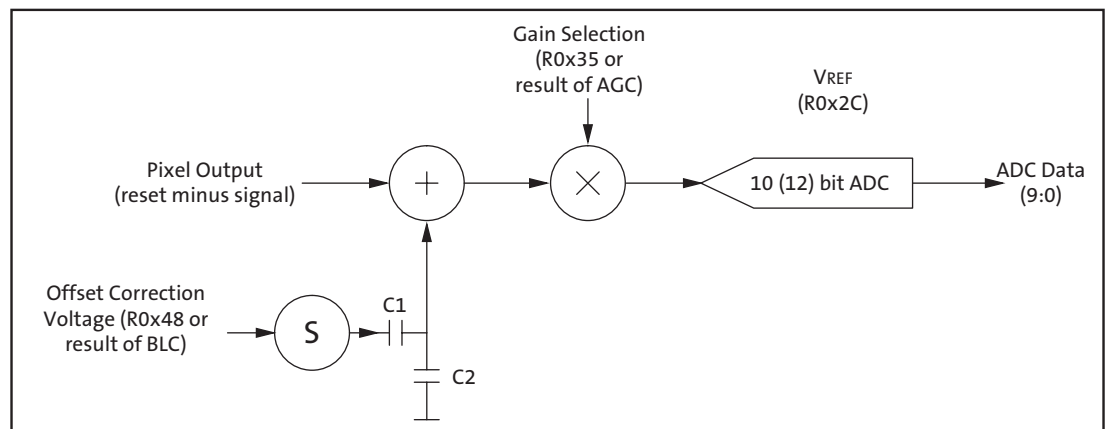 Gain Selection
(R0x35 or
result of AGC)
VREF
(R0x2C)
Pixel Output
(reset minus signal)
+
×
10 (12) bit ADC
ADC Data
(9:0)
Offset Correction
Voltage (R0x48 or
result of BLC)
S
C1
C2